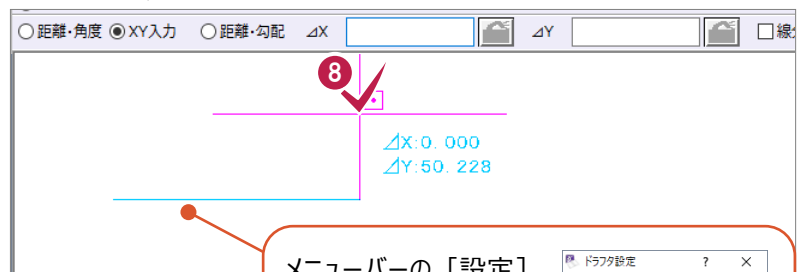 距離・角度 XY入力 距離・勾配 ⊿X ⊿Y 線
8
⊿X:0.000
⊿Y:50.228
メニューバーの［設定］
ドラフタ設定 ? ×